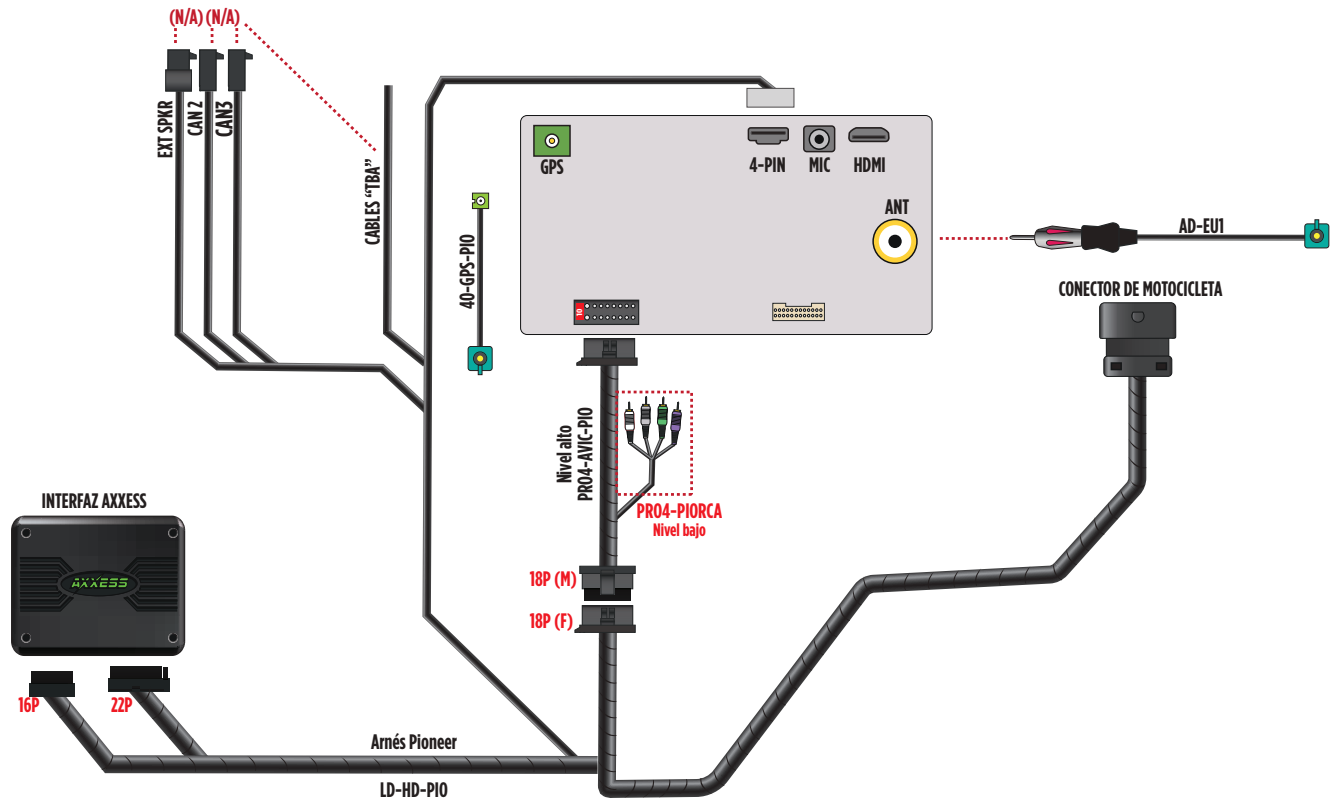 (N/A) (N/A)
EXT SPKR
CAN 2
CAN3
CABLES “TBA”
40-GPS-PIO
GPS
4-PIN
MIC
HDMI
ANT
10
AD-EU1
CONECTOR DE MOTOCICLETA
Nivel alto
PRO4-AVIC-PIO
PRO4-PIORCA
Nivel bajo
INTERFAZ AXXESS
AXXESS
18P (M)
18P (F)
16P
22P
Arnés Pioneer
LD-HD-PIO